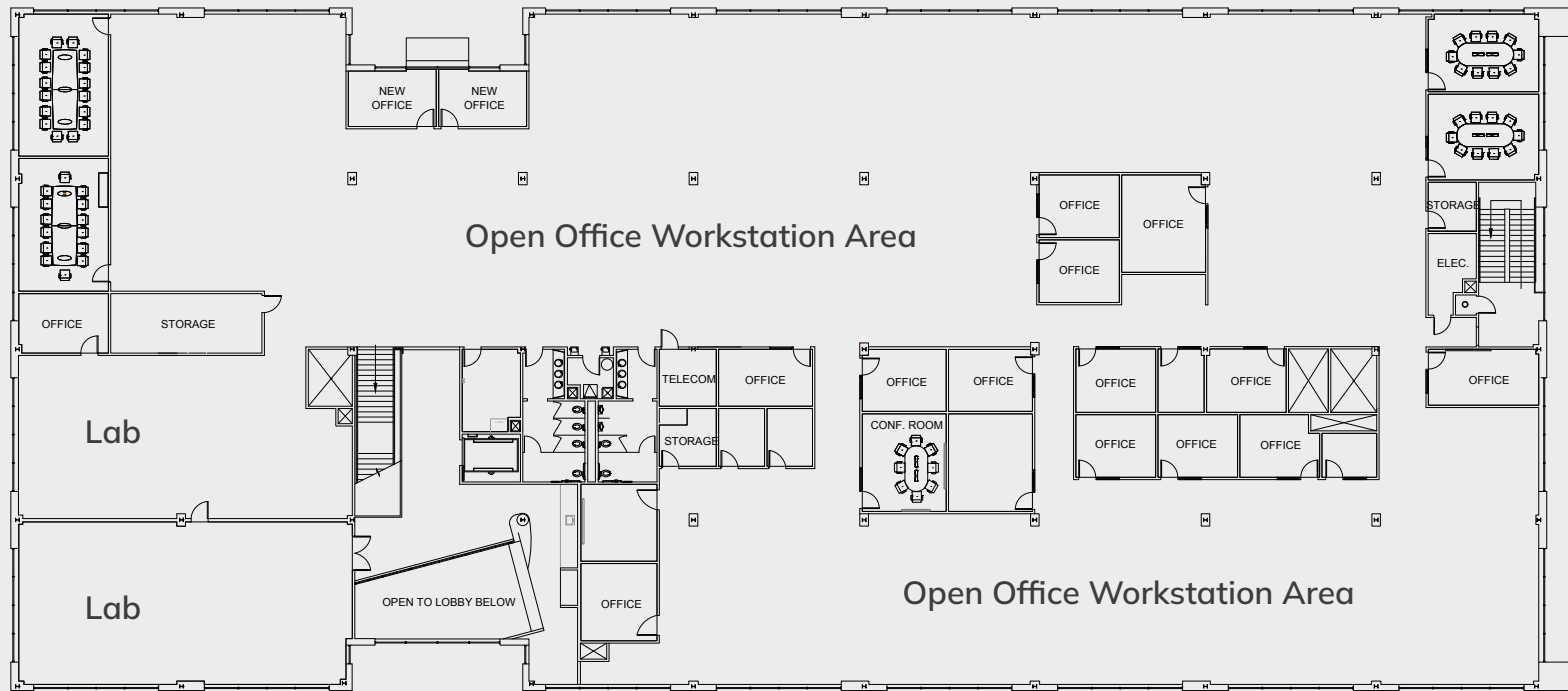 NEW
OFFICE
NEW
OFFICE
STORAGE
OFFICE
OFFICE
Open Office Workstation Area
OFFICE
ELEC.
OFFICE
STORAGE
TELECOM
OFFICE
OFFICE
OFFICE
OFFICE
OFFICE
OFFICE
Lab
STORAGE
CONF. ROOM
OFFICE
OFFICE
OFFICE
Open Office Workstation Area
Lab
OPEN TO LOBBY BELOW
OFFICE